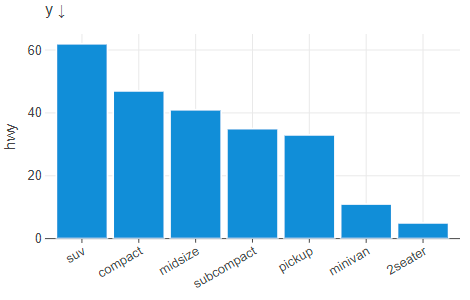 y ↓
60
40
20
0
hwy
suv
compact
midsize
subcompact
pickup
minivan
2seater